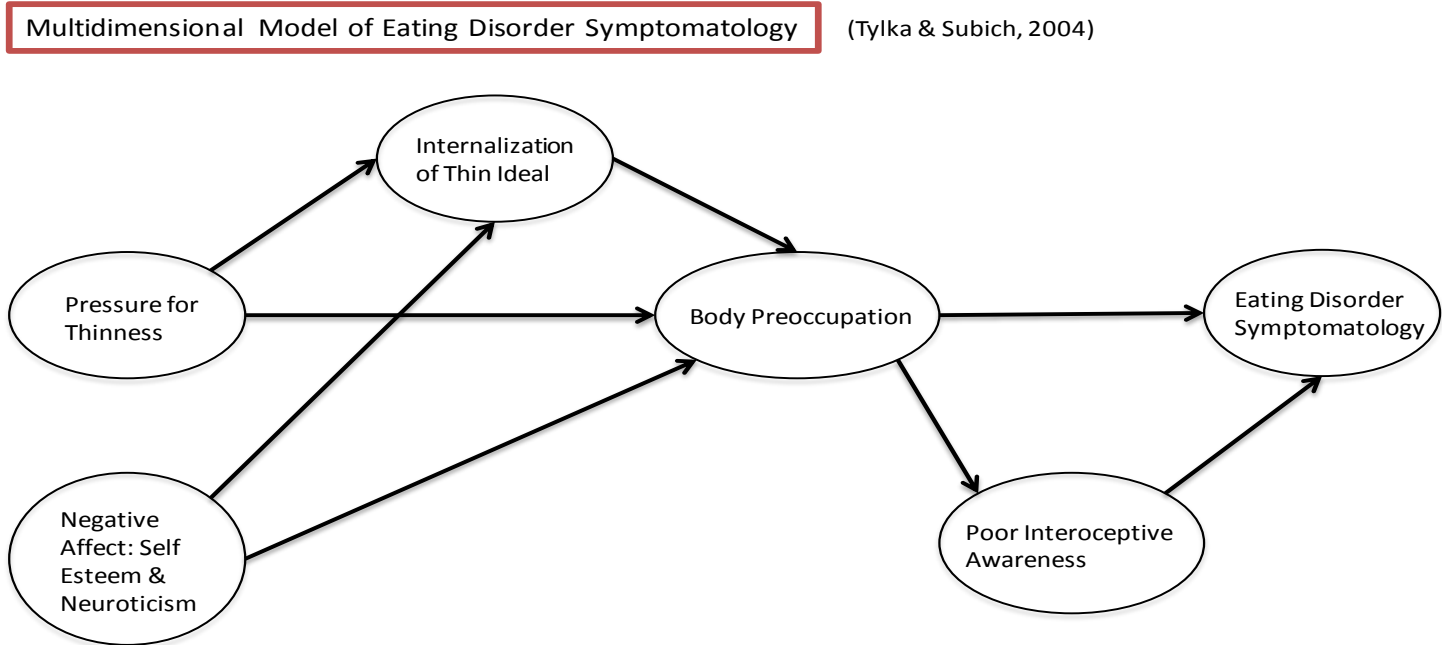 Multidimensional Model of Eating Disorder Symptomatology
(Tylka & Subich, 2004)
Internalization
of Thin Ideal
Pressure for
Thinness
Body Preoccupation
Eating Disorder
Symptomatology
Negative
Affect: Self
Esteem &
Neuroticism
Poor Interoceptive
Awareness